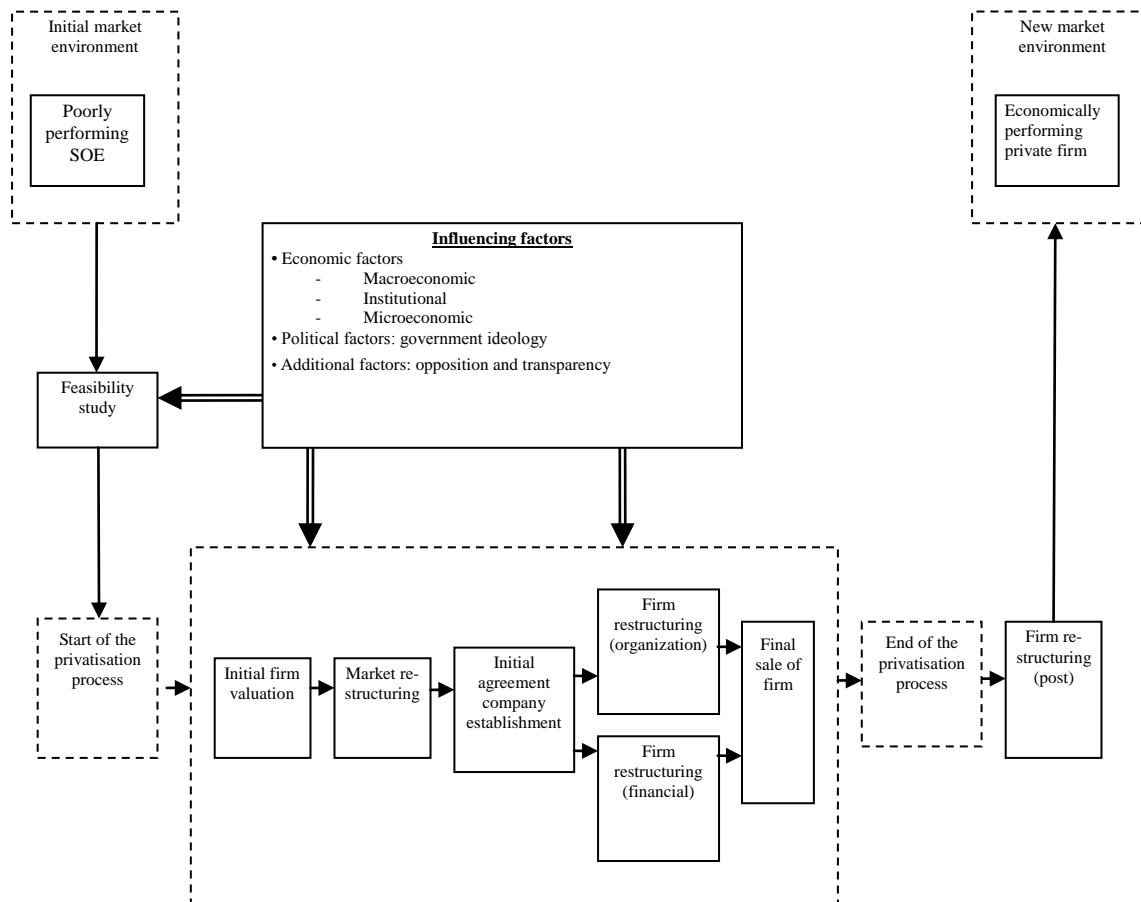 Initial market
environment
Poorly
performing
SOE
New market
environment
Economically
performing
private firm
Influencing factors
• Economic factors
- Macroeconomic
- Institutional
- Microeconomic
• Political factors: government ideology
• Additional factors: opposition and transparency
Feasibility
study
Start of the
privatisation
process
Initial firm
valuation
Market re-
structuring
Initial
agreement
company
establishment
Firm
restructuring
(organization)
Firm
restructuring
(financial)
Final
sale of
firm
End of the
privatisation
process
Firm re-
structuring
(post)